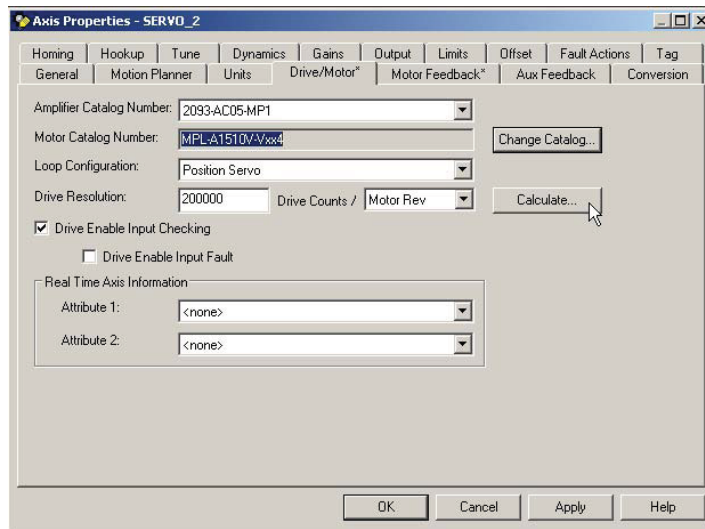 Axis Properties - SERVO_2
Homing Hookup Tune Dynamics Gains Output Limits Offset Fault Actions Tag
General Motion Planner Units Drive/Motor* Motor Feedback* Aux Feedback Conversion
Amplifier Catalog Number: 2093-AC05-MP1
Motor Catalog Number: MPL-A1510V-Vxx4 Change Catalog...
Loop Configuration: Position Servo
Drive Resolution: 200000 Drive Counts / Motor Rev Calculate...
Drive Enable Input Checking
Drive Enable Input Fault
Real Time Axis Information
Attribute 1: <none>
Attribute 2: <none>
OK Cancel Apply Help